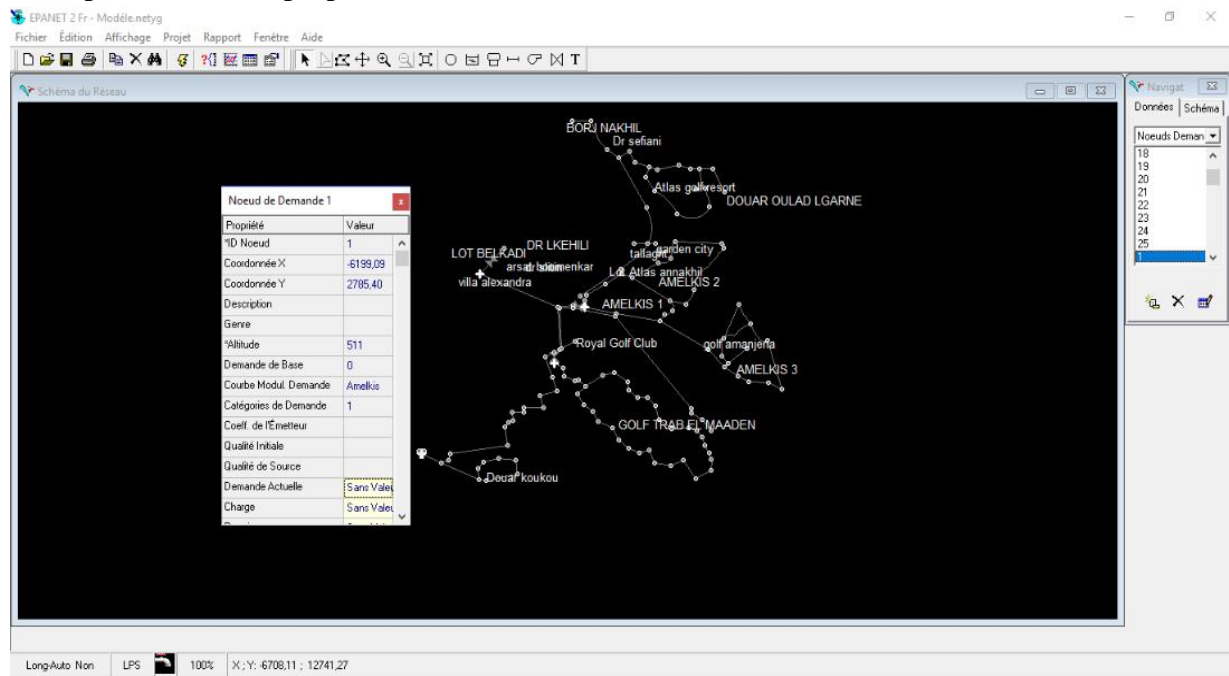 EPANET 2 Fr - Modéle.netyg
Fichier Édition Affichage Projet Rapport Fenêtre Aide
T
Schéma du Réseau
BORJ NAKHIL
Dr sefiani
Atlas golf resort
DOUAR OULAD LGARNE
DR LKEHILI
LOT BELKADI
tallaght
garden city
villa alexandra
Lot Atlas annakhil
AMELKIS 2
AMELKIS 1
Royal Golf Club
golf amanjena
AMELKIS 3
GOLF TRAB EL MAADEN
Douar koukou
Noeud de Demande 1
Propriété Valeur
*ID Noeud 1
Coordonnée X -6199,09
Coordonnée Y 2785,40
Description
Genre
*Altitude 511
Demande de Base 0
Courbe Modul. Demande Amelkis
Catégories de Demande 1
Coeff. de l'Émetteur
Qualité Initiale
Qualité de Source
Demande Actuelle Sans Valeu
Charge Sans Valeu
Navigat
Données Schéma
Noeuds Deman
18
19
20
21
22
23
24
25
1
Long-Auto Non LPS 100% X ; Y: -6708,11 ; 12741,27